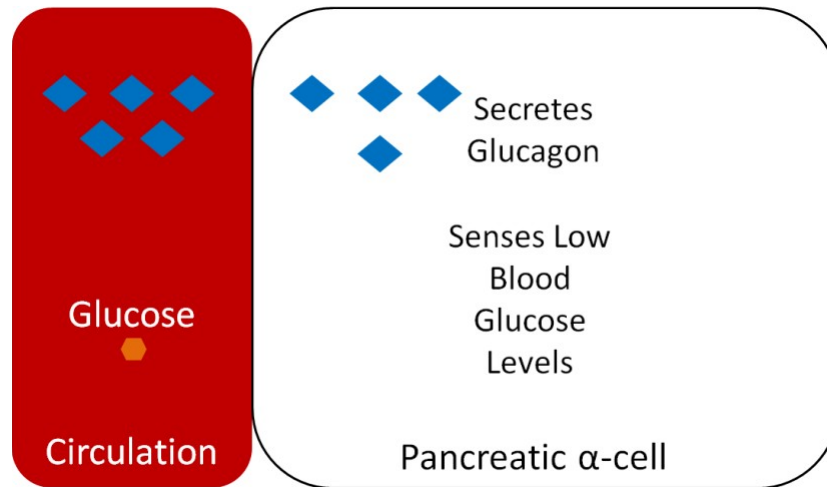 Secretes
Glucagon
Senses Low
Blood
Glucose
Levels
Glucose
Circulation
Pancreatic α-cell